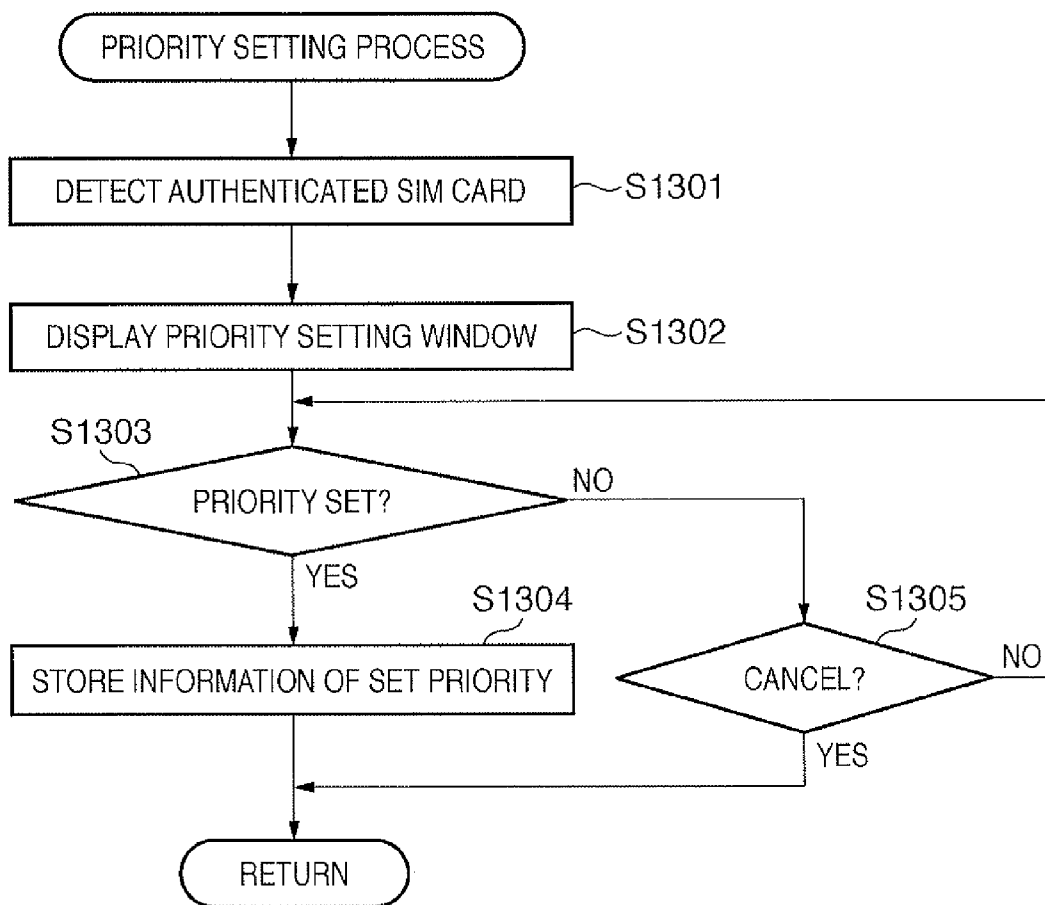 PRIORITY SETTING PROCESS
DETECT AUTHENTICATED SIM CARD
S1301
DISPLAY PRIORITY SETTING WINDOW
S1302
S1303
PRIORITY SET?
NO
YES
S1304
STORE INFORMATION OF SET PRIORITY
S1305
CANCEL?
NO
YES
RETURN